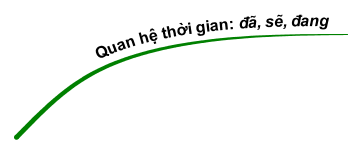 Quan hệ thời gian: đã, sẽ, đang